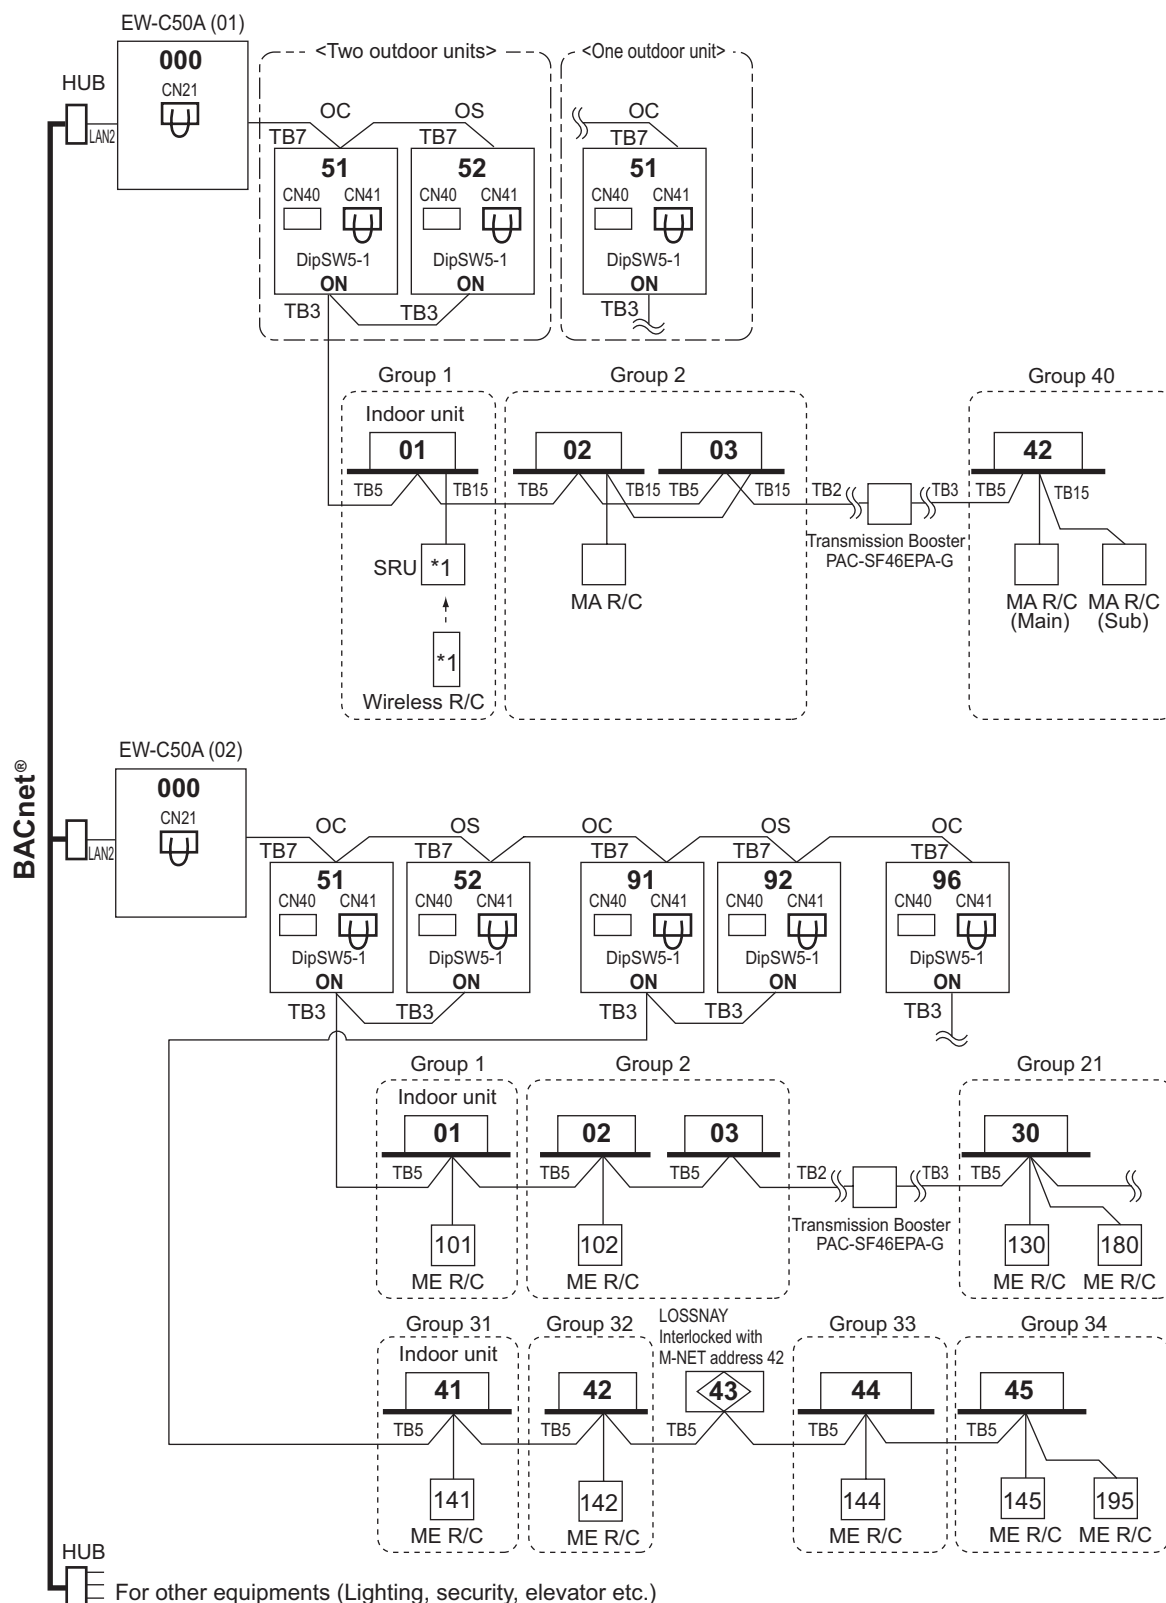 EW-C50A (01)
000
CN21
HUB
LAN2
<Two outdoor units>
<One outdoor unit>
OC
OS
OC
TB7
TB7
TB7
51
52
51
CN40
CN41
CN40
CN41
CN40
CN41
DipSW5-1
DipSW5-1
DipSW5-1
ON
ON
ON
TB3
TB3
TB3
Group 1
Group 2
Group 40
Indoor unit
01
02
03
42
TB5
TB15
TB5
TB15
TB5
TB15
TB2
TB3
TB5
TB15
Transmission Booster
PAC-SF46EPA-G
SRU
*1
MA R/C
MA R/C
(Main)
MA R/C
(Sub)
*1
Wireless R/C
BACnet®
EW-C50A (02)
000
CN21
LAN2
OC
OS
OC
OS
OC
TB7
TB7
TB7
TB7
TB7
51
52
91
92
96
CN40
CN41
CN40
CN41
CN40
CN41
CN40
CN41
CN40
CN41
DipSW5-1
DipSW5-1
DipSW5-1
DipSW5-1
DipSW5-1
ON
ON
ON
ON
ON
TB3
TB3
TB3
TB3
TB3
Group 1
Group 2
Group 21
Indoor unit
01
02
03
30
TB5
TB5
TB5
TB2
TB3
TB5
Transmission Booster
PAC-SF46EPA-G
101
102
130
180
ME R/C
ME R/C
ME R/C
ME R/C
Group 31
Group 32
LOSSNAY
Interlocked with
M-NET address 42
Group 33
Group 34
Indoor unit
41
42
43
44
45
TB5
TB5
TB5
TB5
TB5
141
142
144
145
195
ME R/C
ME R/C
ME R/C
ME R/C
ME R/C
HUB
For other equipments (Lighting, security, elevator etc.)